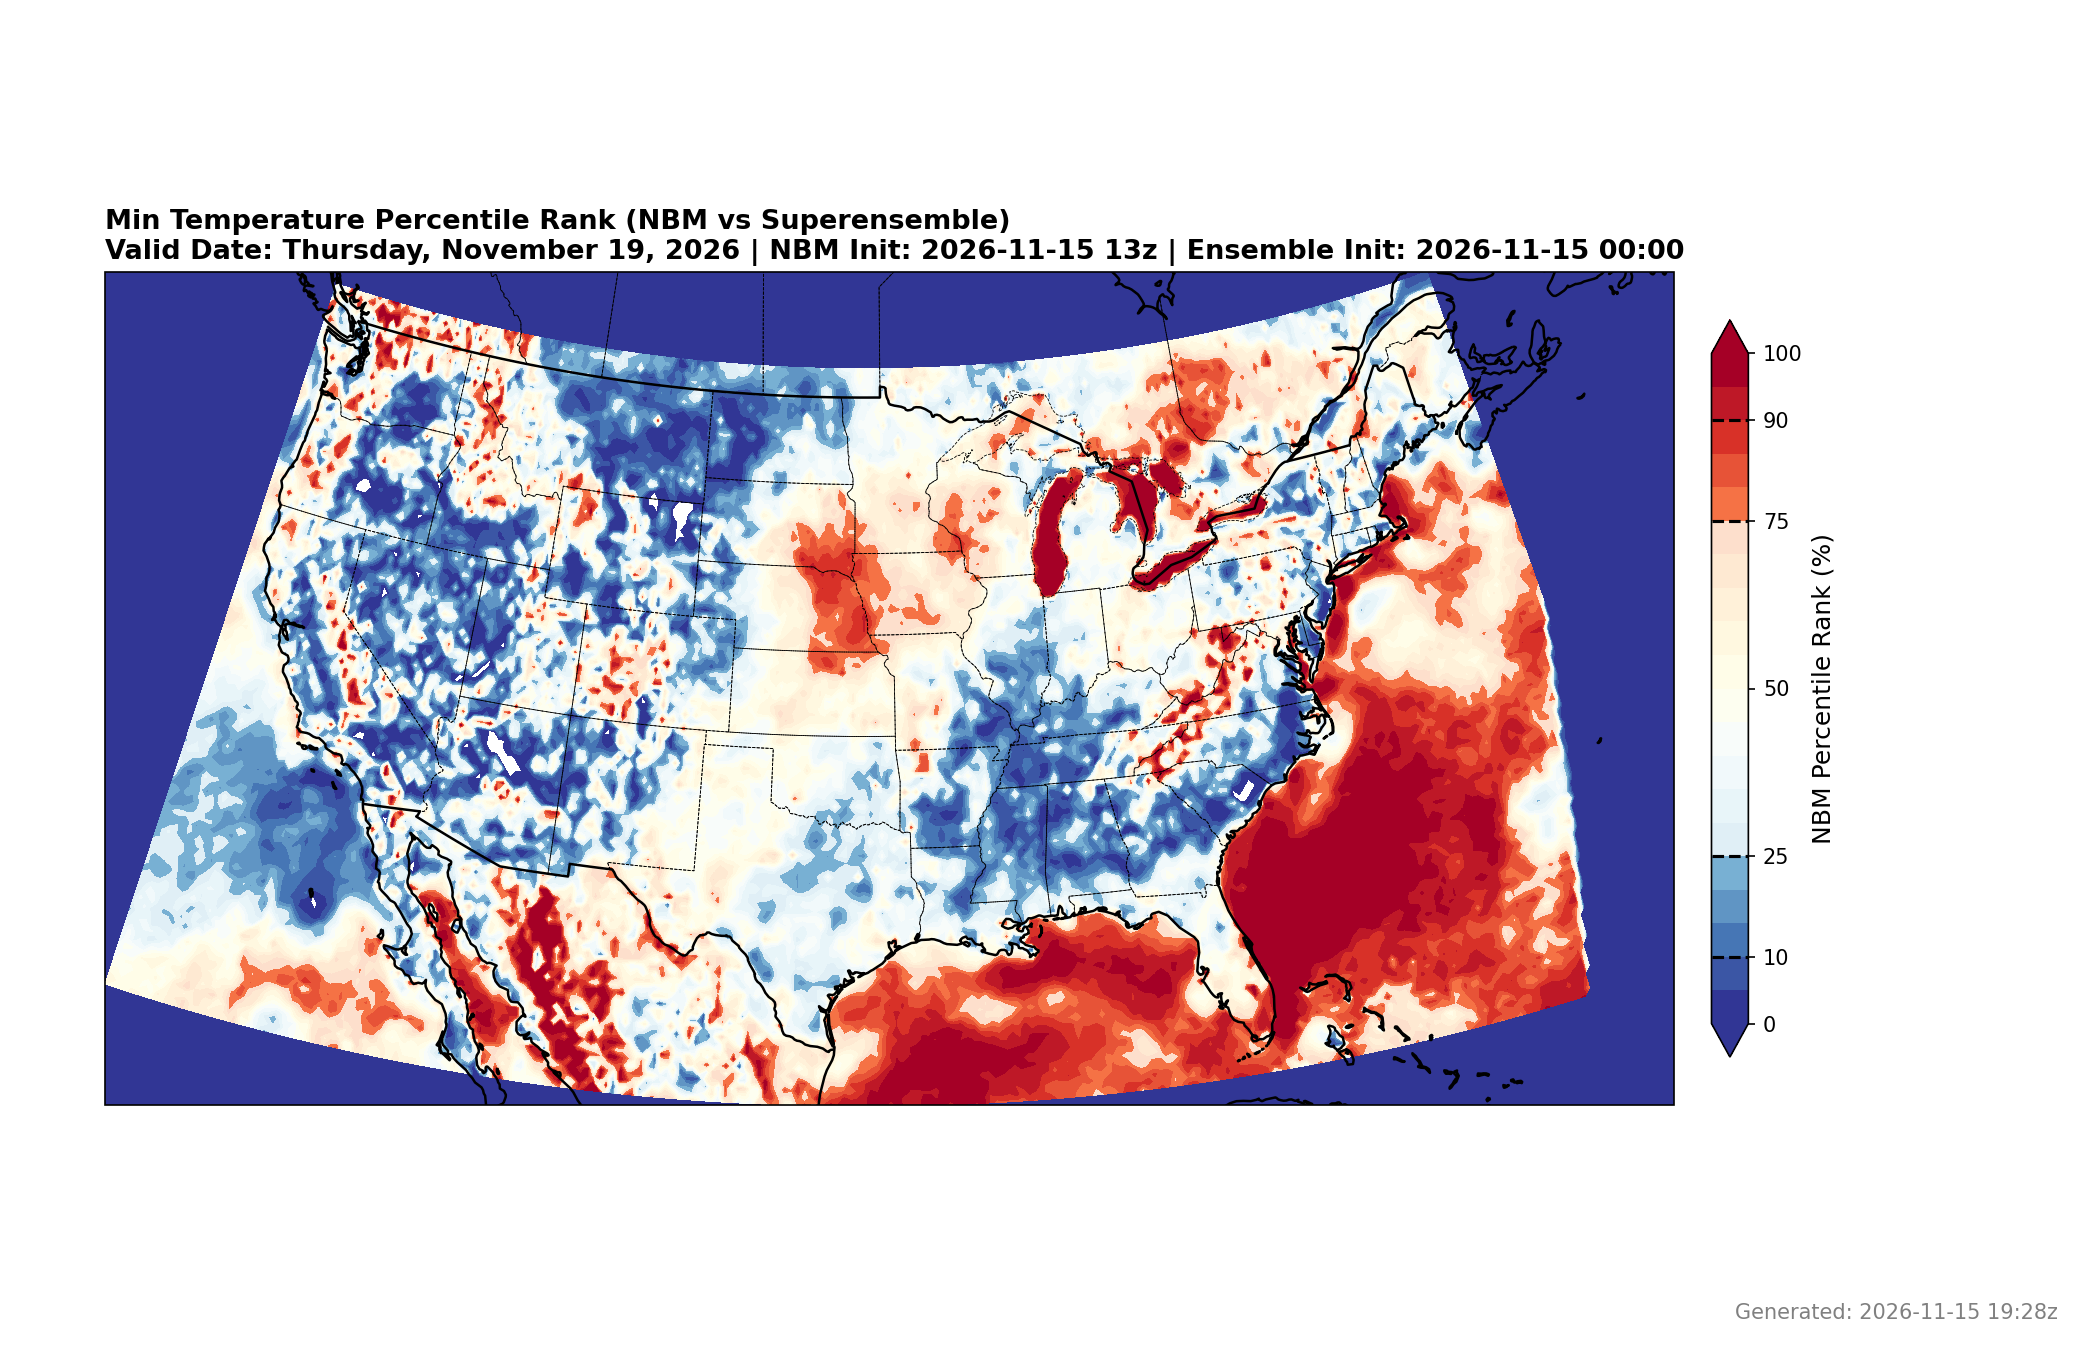 Min Temperature Percentile Rank (NBM vs Superensemble)
Valid Date: Thursday, November 19, 2026 | NBM Init: 2026-11-15 13z | Ensemble Init: 2026-11-15 00:00
100
90
75
50
25
10
0
NBM Percentile Rank (%)
Generated: 2026-11-15 19:28z